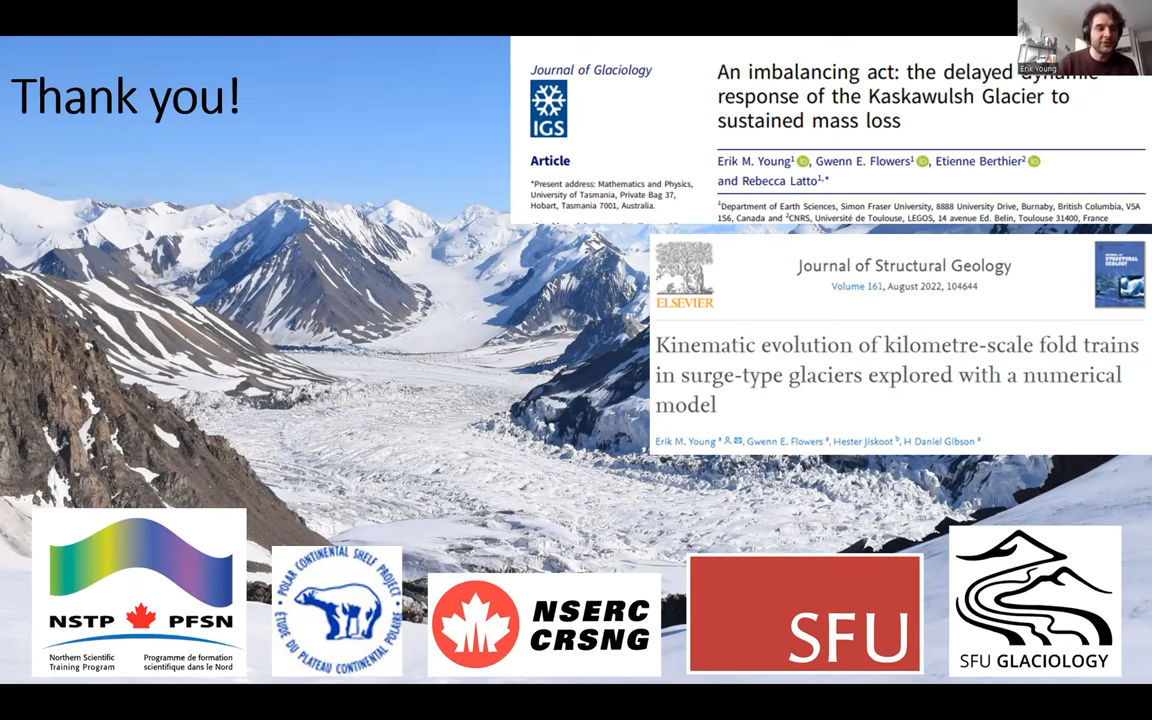 Thank you!
Erik Young
Journal of Glaciology
IGS
Article
*Present address: Mathematics and Physics,
University of Tasmania, Private Bag 37,
Hobart, Tasmania 7001, Australia.
An imbalancing act: the delayed dynamic
response of the Kaskawulsh Glacier to
sustained mass loss
Erik M. Young1, Gwenn E. Flowers1, Etienne Berthier2
and Rebecca Latto1,*
1Department of Earth Sciences, Simon Fraser University, 8888 University Drive, Burnaby, British Columbia, V5A
1S6, Canada and 2CNRS, Université de Toulouse, LEGOS, 14 avenue Ed. Belin, Toulouse 31400, France
ELSEVIER
Journal of Structural Geology
Volume 161, August 2022, 104644
STRUCTURAL
GEOLOGY
Kinematic evolution of kilometre-scale fold trains
in surge-type glaciers explored with a numerical
model
Erik M. Young a, Gwenn E. Flowers a, Hester Jiskoot b, H Daniel Gibson a
NSTP PFSN
Northern Scientific
Training Program
Programme de formation
scientifique dans le Nord
POLAR CONTINENTAL SHELF PROJECT
ÉTUDE DU PLATEAU CONTINENTAL POLAIRE
NSERC
CRSNG
SFU
SFU GLACIOLOGY